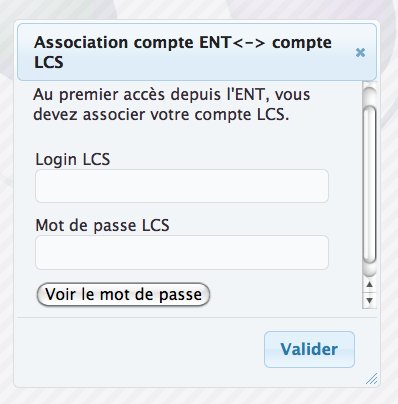 Association compte ENT<-> compte
LCS
Au premier accès depuis l'ENT, vous
devez associer votre compte LCS.
Login LCS
Mot de passe LCS
Voir le mot de passe
Valider